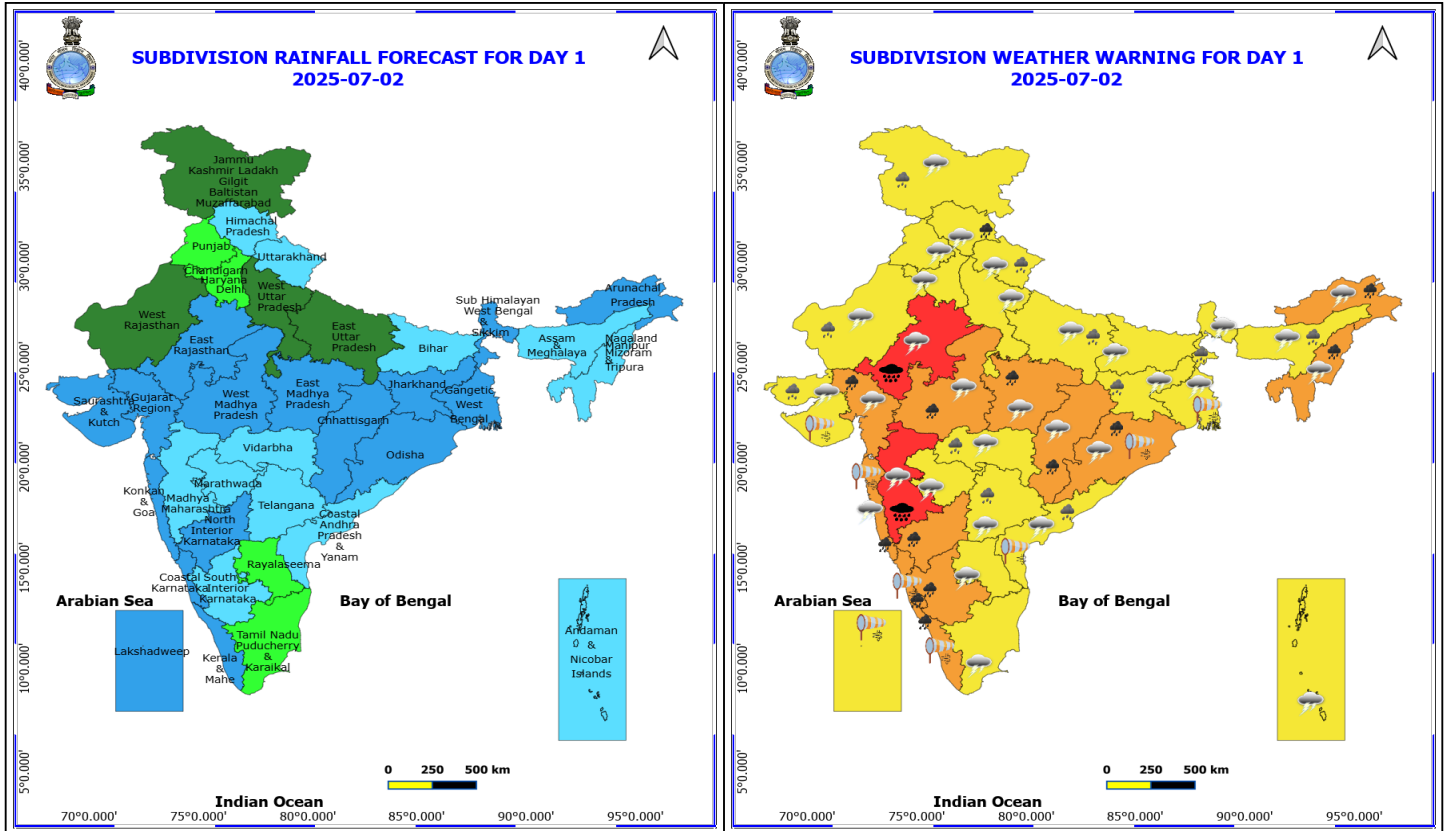 SUBDIVISION RAINFALL FORECAST FOR DAY 1
2025-07-02
40°0.000'
35°0.000'
30°0.000'
25°0.000'
20°0.000'
15°0.000'
10°0.000'
5°0.000'
Jammu
Kashmir Ladakh
Gilgit
Baltistan
Muzaffarabad
Himachal
Pradesh
Punjab
Uttarakhand
Chandigarh
Haryana
Delhi
West
Uttar
Pradesh
West
Rajasthan
East
Uttar
Pradesh
East
Rajasthan
Bihar
Sub Himalayan
West Bengal
&
Sikkim
Arunachal
Pradesh
Assam
&
Meghalaya
Nagaland
Manipur
Mizoram
&
Tripura
Saurashtra
&
Kutch
Gujarat
Region
West
Madhya
Pradesh
East
Madhya
Pradesh
Jharkhand
Gangetic
West
Bengal
Chhattisgarh
Odisha
Vidarbha
Marathwada
Madhya
Maharashtra
Konkan
&
Goa
Telangana
North
Interior
Karnataka
Coastal
Andhra
Pradesh
&
Yanam
Rayalaseema
Coastal
Karnataka
South
Interior
Karnataka
Tamil Nadu
Puducherry
&
Karaikal
Kerala
&
Mahe
Lakshadweep
Andaman
&
Nicobar
Islands
Arabian Sea
Bay of Bengal
0 250 500 km
Indian Ocean
70°0.000' 75°0.000' 80°0.000' 85°0.000' 90°0.000' 95°0.000'
SUBDIVISION WEATHER WARNING FOR DAY 1
2025-07-02
40°0.000'
35°0.000'
30°0.000'
25°0.000'
20°0.000'
15°0.000'
10°0.000'
5°0.000'
Arabian Sea
Bay of Bengal
0 250 500 km
Indian Ocean
70°0.000' 75°0.000' 80°0.000' 85°0.000' 90°0.000' 95°0.000'